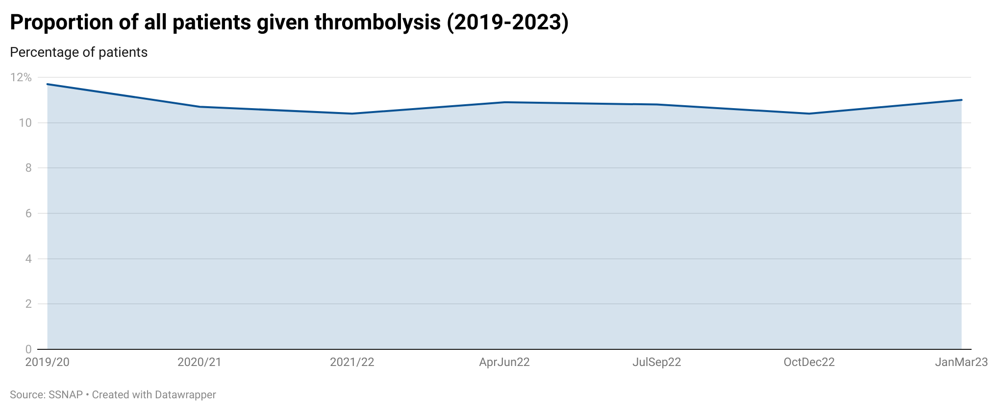 Proportion of all patients given thrombolysis (2019-2023)
Percentage of patients
12%
10
8
6
4
2
0
2019/20 2020/21 2021/22 AprJun22 JulSep22 OctDec22 JanMar23
Source: SSNAP • Created with Datawrapper